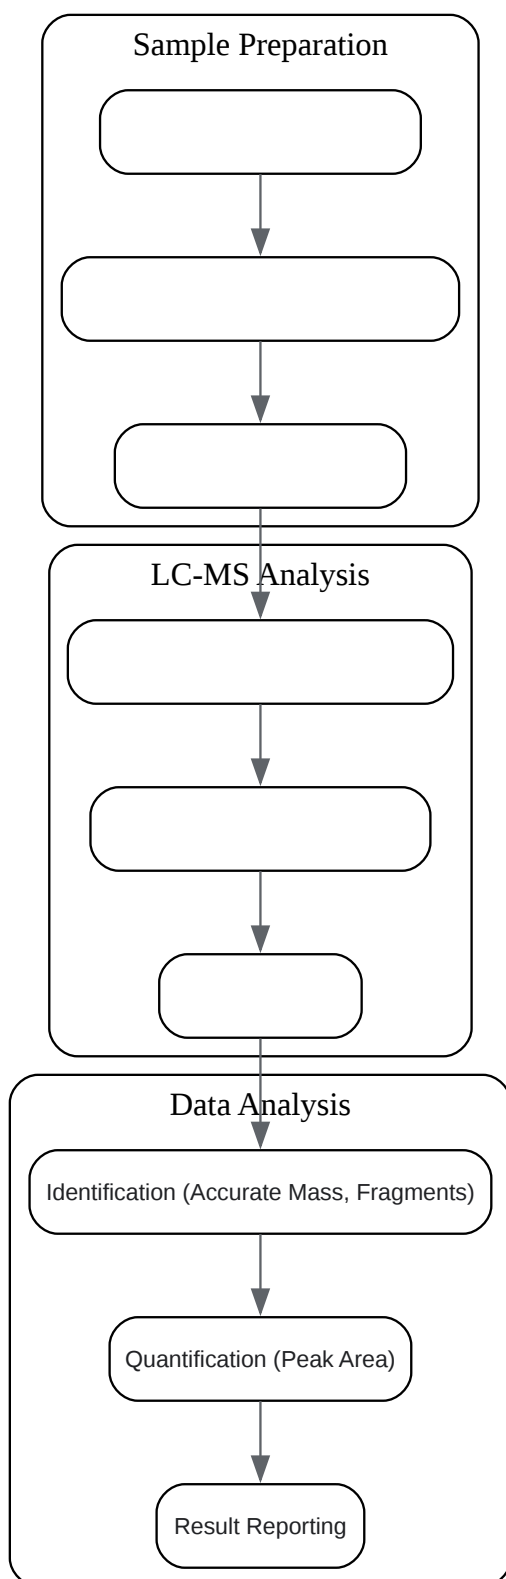 Sample Preparation
LC-MS Analysis
Data Analysis
Identification (Accurate Mass, Fragments)
Quantification (Peak Area)
Result Reporting